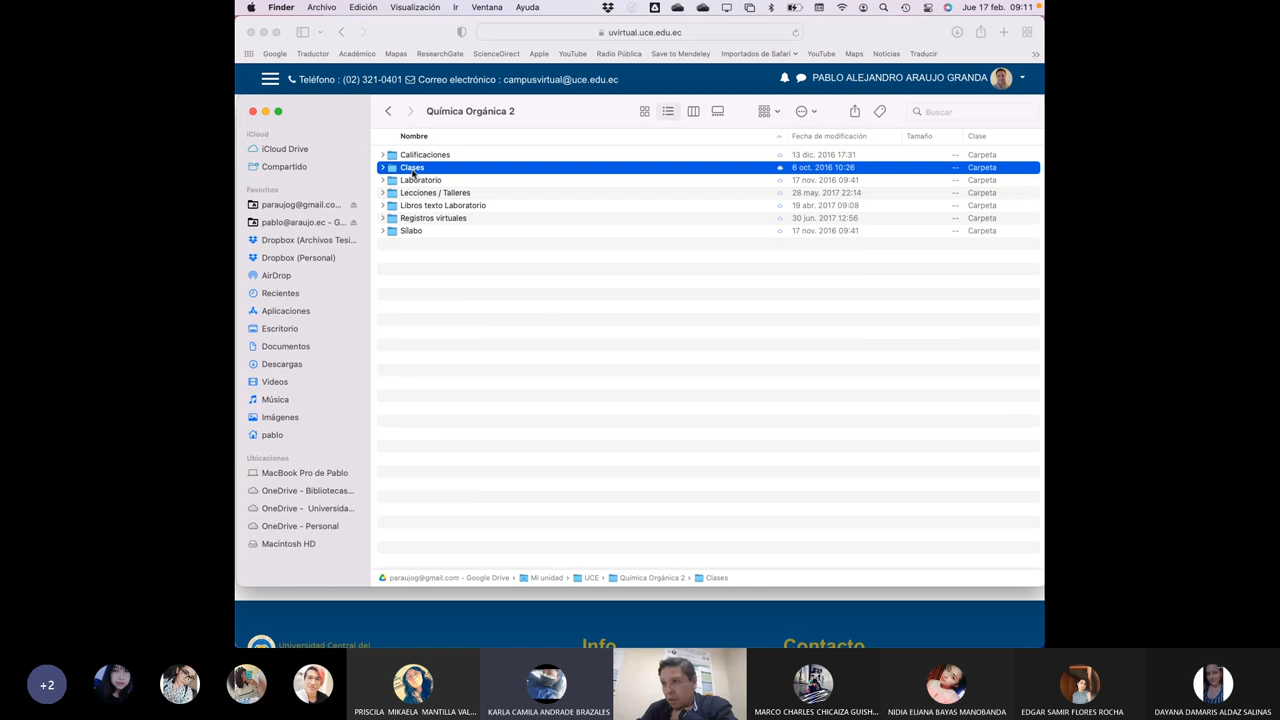 Finder Archivo Edición Visualización Ir Ventana Ayuda Jue 17 feb. 09:11
uvirtual.uce.edu.ec
Google Traductor Académico Mapas ResearchGate ScienceDirect Apple YouTube Radio Pública Save to Mendeley Importados de Safari YouTube Maps Noticias Traducir
Teléfono : (02) 321-0401 Correo electrónico : campusvirtual@uce.edu.ec PABLO ALEJANDRO ARAUJO GRANDA
Química Orgánica 2 Buscar
Nombre Fecha de modificación Tamaño Clase
Calificaciones 13 dic. 2016 17:31 -- Carpeta
Clases 6 oct. 2016 10:26 -- Carpeta
Laboratorio 17 nov. 2016 09:41 -- Carpeta
Lecciones / Talleres 28 may. 2017 22:14 -- Carpeta
Libros texto Laboratorio 19 abr. 2017 09:08 -- Carpeta
Registros virtuales 30 jun. 2017 12:56 -- Carpeta
Sílabo 17 nov. 2016 09:41 -- Carpeta
iCloud
iCloud Drive
Compartido
Favoritos
paraujog@gmail.co...
pablo@araujo.ec - G...
Dropbox (Archivos Tesi...
Dropbox (Personal)
AirDrop
Recientes
Aplicaciones
Escritorio
Documentos
Descargas
Videos
Música
Imágenes
pablo
Ubicaciones
MacBook Pro de Pablo
OneDrive - Bibliotecas...
OneDrive - Universida...
OneDrive - Personal
Macintosh HD
paraujog@gmail.com - Google Drive Mi unidad UCE Química Orgánica 2 Clases
Universidad Central del Info Contacto
+2
PRISCILA MIKAELA MANTILLA VAL... KARLA CAMILA ANDRADE BRAZALES MARCO CHARLES CHICAIZA GUISH... NIDIA ELIANA BAYAS MANOBANDA EDGAR SAMIR FLORES ROCHA DAYANA DAMARIS ALDAZ SALINAS